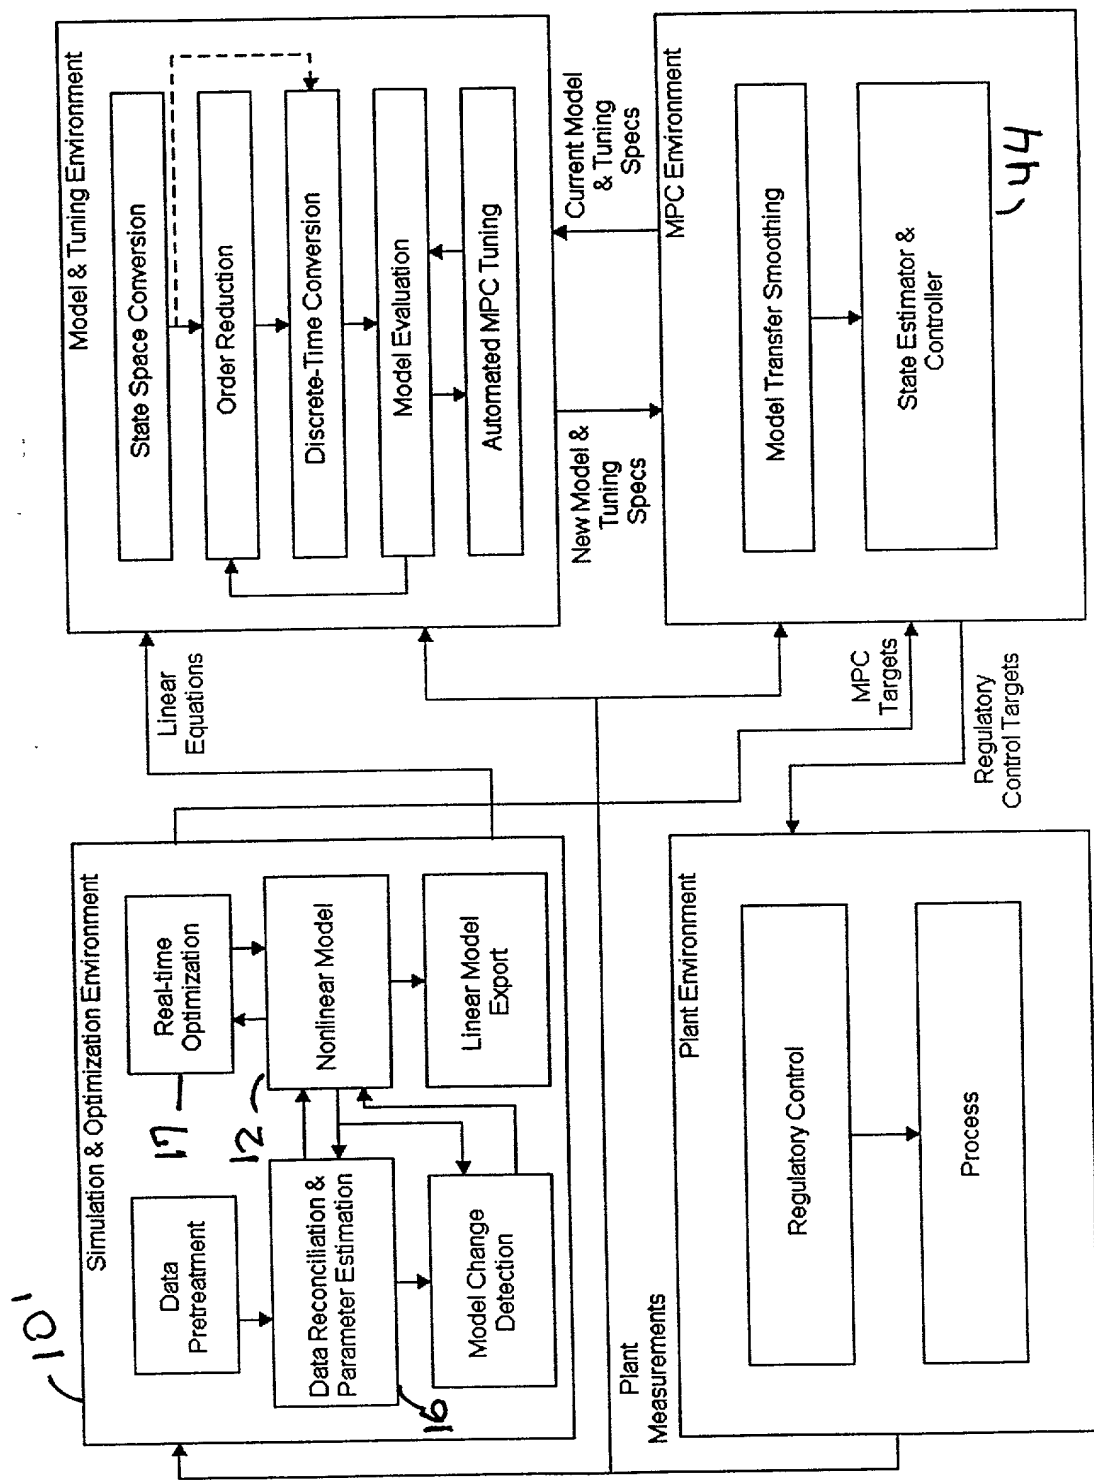 10'
Simulation & Optimization Environment
Data
Pretreatment
17
Real-time
Optimization
12
Data Reconciliation &
Parameter Estimation
16
Nonlinear Model
Model Change
Detection
Linear Model
Export
Linear
Equations
Model & Tuning Environment
State Space Conversion
Order Reduction
Discrete-Time Conversion
Model Evaluation
Automated MPC Tuning
Plant
Measurements
MPC
Targets
Regulatory
Control Targets
New Model &
Tuning
Specs
Current Model
& Tuning
Specs
Plant Environment
Regulatory Control
Process
MPC Environment
Model Transfer Smoothing
State Estimator &
Controller
44